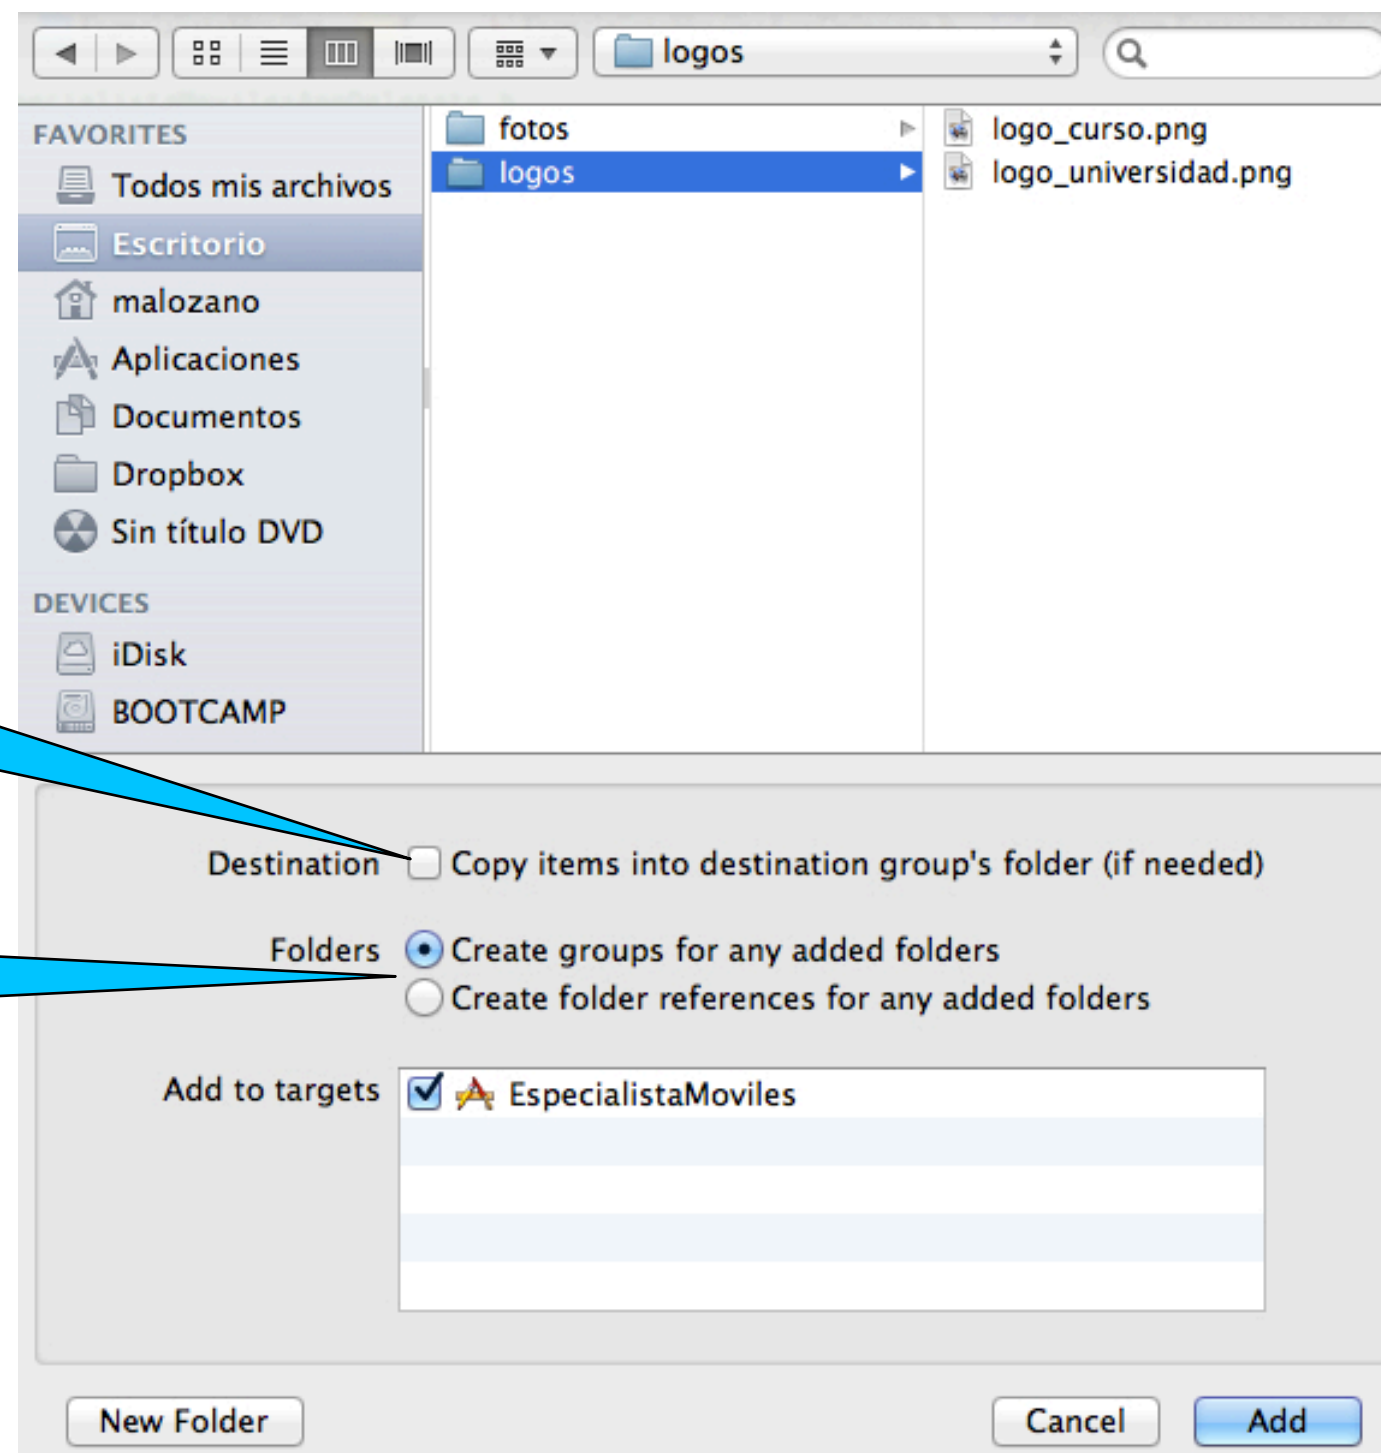 logos
FAVORITES
Todos mis archivos
Escritorio
malozano
Aplicaciones
Documentos
Dropbox
Sin título DVD
DEVICES
iDisk
BOOTCAMP
fotos
logos
logo_curso.png
logo_universidad.png
Destination
Copy items into destination group's folder (if needed)
Folders
Create groups for any added folders
Create folder references for any added folders
Add to targets
EspecialistaMoviles
New Folder
Cancel
Add